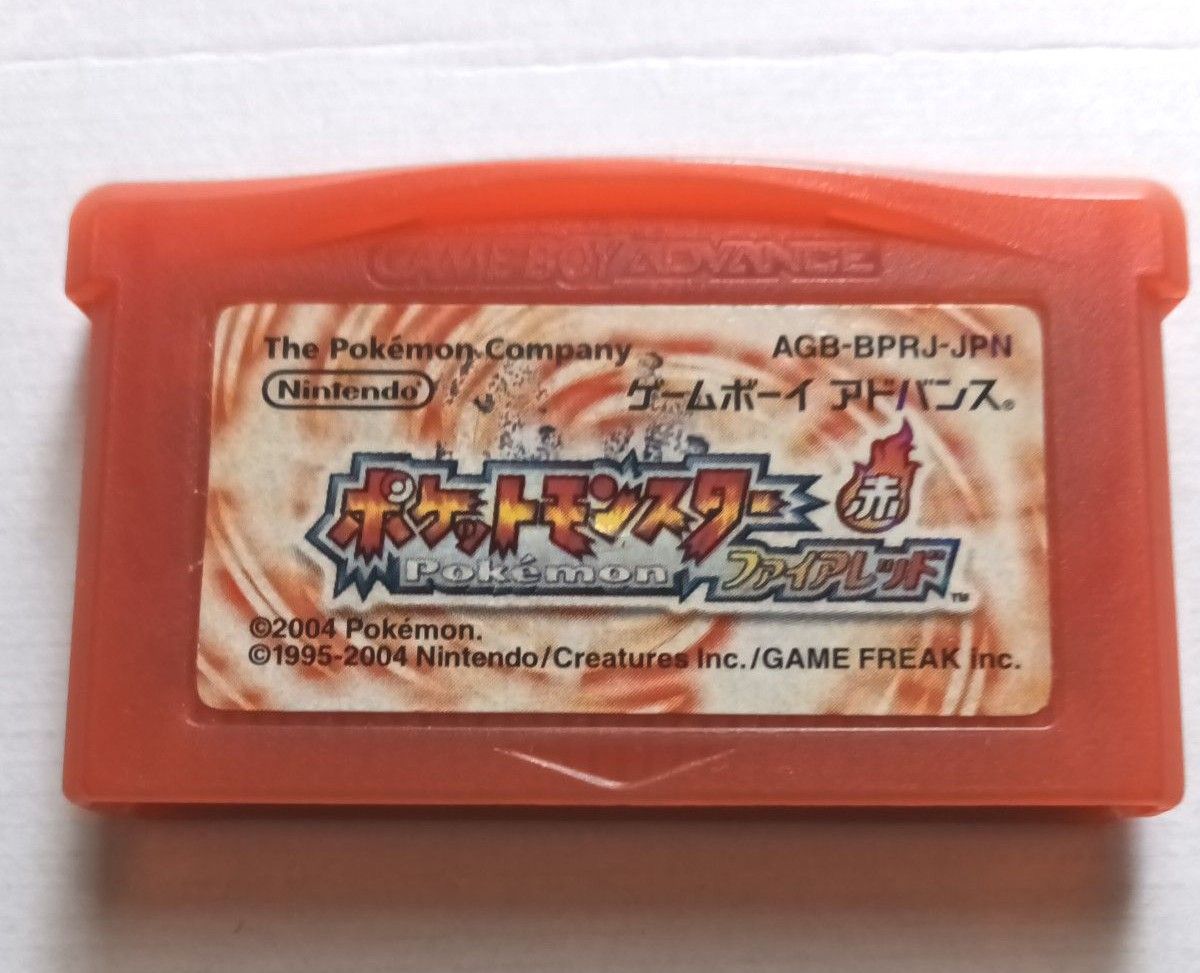 GAME BOY ADVANCE
The Pokémon Company AGB-BPRJ-JPN
Nintendo® ゲームボーイ アドバンス®
ポケットモンスター 赤
Pokémon ファイアレッド™
©2004 Pokémon.
©1995-2004 Nintendo/Creatures Inc./GAME FREAK inc.